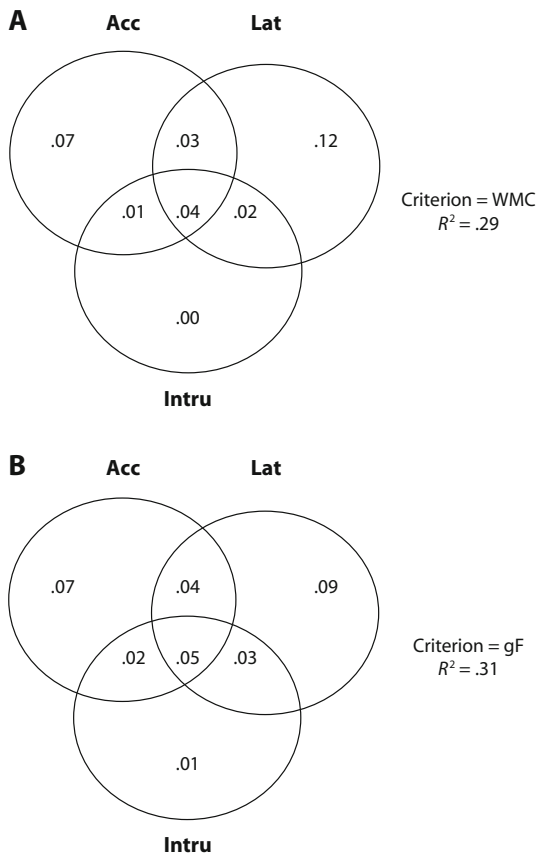 A
Acc
Lat
.07
.03
.12
.01
.04
.02
.00
Intru
Criterion = WMC
R² = .29
B
Acc
Lat
.07
.04
.09
.02
.05
.03
.01
Intru
Criterion = gF
R² = .31